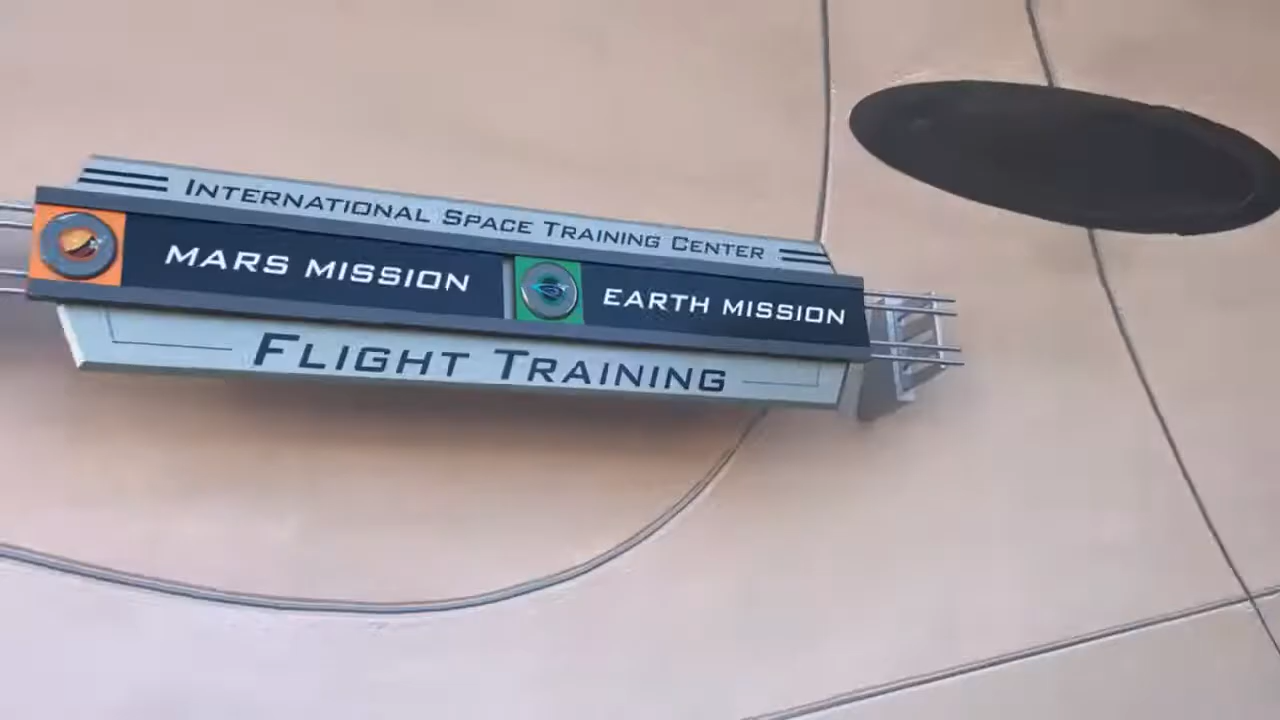 INTERNATIONAL SPACE TRAINING CENTER
MARS MISSION EARTH MISSION
FLIGHT TRAINING